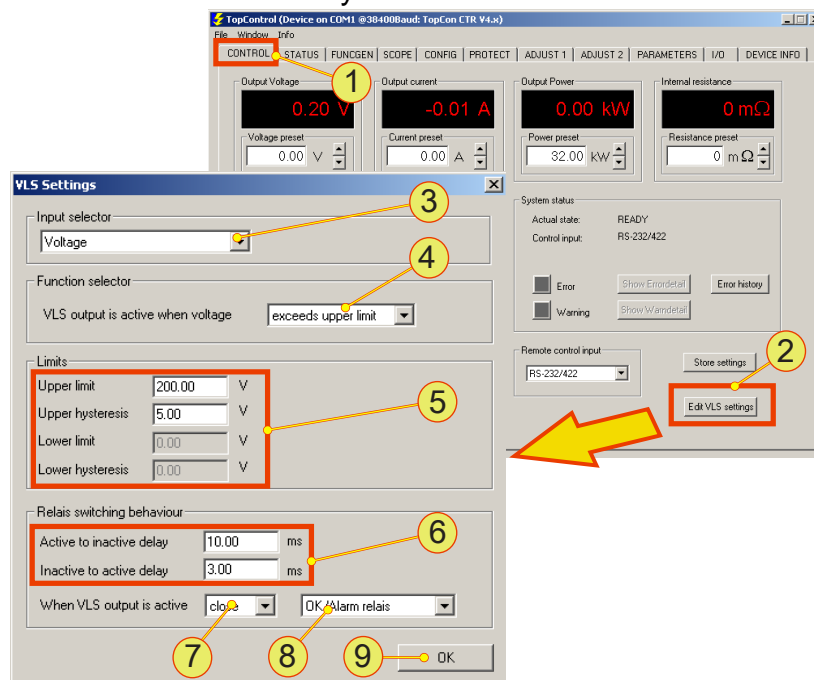 TopControl (Device on COM1 @38400Baud: TopCon CTR V4.x)
File Window Info
CONTROL STATUS FUNCGEN SCOPE CONFIG PROTECT ADJUST 1 ADJUST 2 PARAMETERS I/O DEVICE INFO
1
Output Voltage Output current Output Power Internal resistance
0.20 V -0.01 A 0.00 kW 0 mΩ
Voltage preset Current preset Power preset Resistance preset
0.00 V 0.00 A 32.00 kW 0 mΩ
System status
Actual state: READY
Control input: RS-232/422
Error Show Errordetail Error history
Warning Show Warndetail
Remote control input
RS-232/422
Store settings
2
Edit VLS settings
VLS Settings
3
Input selector
Voltage
4
Function selector
VLS output is active when voltage exceeds upper limit
Limits
Upper limit 200.00 V
Upper hysteresis 5.00 V
5
Lower limit 0.00 V
Lower hysteresis 0.00 V
Relais switching behaviour
Active to inactive delay 10.00 ms
6
Inactive to active delay 3.00 ms
When VLS output is active close OK/Alarm relais
7 8 9 OK